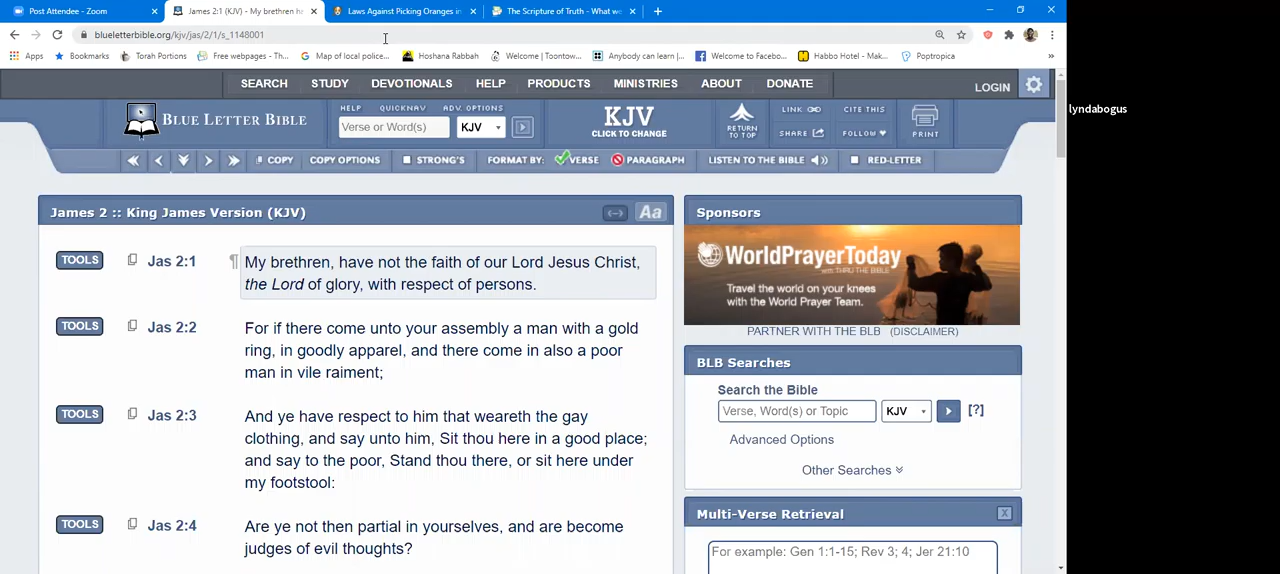 Post Attendee - Zoom
James 2:1 (KJV) - My brethren he
Laws Against Picking Oranges in
The Scripture of Truth - What we
blueletterbible.org/kjv/jas/2/1/s_1148001
Apps
Bookmarks
Torah Portions
Free webpages - Th...
Map of local police...
Hoshana Rabbah
Welcome | Toontow...
Anybody can learn |...
Welcome to Facebo...
Habbo Hotel - Mak...
Poptropica
»
SEARCH STUDY DEVOTIONALS HELP PRODUCTS MINISTRIES ABOUT DONATE
LOGIN
BLUE LETTER BIBLE
HELP QUICKNAV ADV. OPTIONS
Verse or Word(s) KJV
KJV
CLICK TO CHANGE
RETURN
TO TOP
LINK CITE THIS
SHARE FOLLOW
PRINT
COPY COPY OPTIONS STRONG'S FORMAT BY: VERSE PARAGRAPH LISTEN TO THE BIBLE RED-LETTER
James 2 :: King James Version (KJV)
Aa
TOOLS Jas 2:1 ¶ My brethren, have not the faith of our Lord Jesus Christ,
the Lord of glory, with respect of persons.
TOOLS Jas 2:2 For if there come unto your assembly a man with a gold
ring, in goodly apparel, and there come in also a poor
man in vile raiment;
TOOLS Jas 2:3 And ye have respect to him that weareth the gay
clothing, and say unto him, Sit thou here in a good place;
and say to the poor, Stand thou there, or sit here under
my footstool:
TOOLS Jas 2:4 Are ye not then partial in yourselves, and are become
judges of evil thoughts?
Sponsors
WorldPrayerToday
with THRU THE BIBLE
Travel the world on your knees
with the World Prayer Team.
PARTNER WITH THE BLB (DISCLAIMER)
BLB Searches
Search the Bible
Verse, Word(s) or Topic KJV [?]
Advanced Options
Other Searches
Multi-Verse Retrieval X
For example: Gen 1:1-15; Rev 3; 4; Jer 21:10
lyndabogus